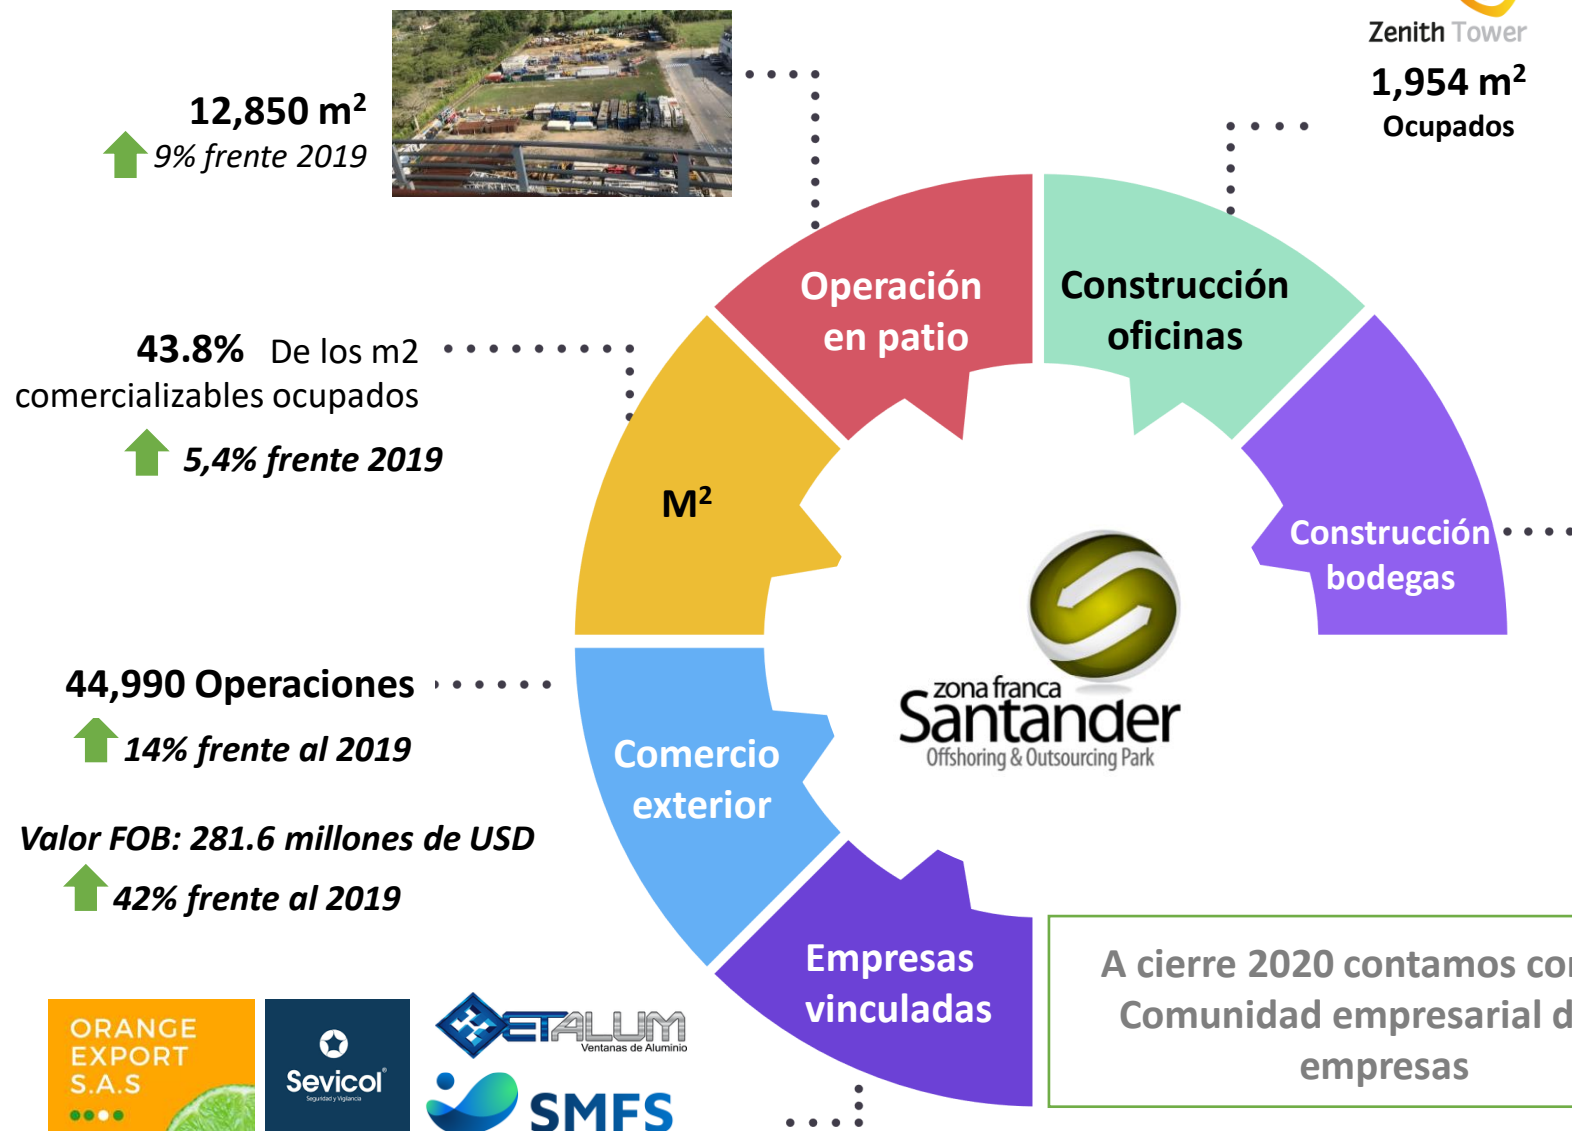 Zenith Tower
1,954 m²
Ocupados
12,850 m²
9% frente 2019
Operación
en patio
Construcción
oficinas
43.8% De los m2
comercializables ocupados
5,4% frente 2019
M²
Construcción
bodegas
zona franca
Santander
Offshoring & Outsourcing Park
44,990 Operaciones
14% frente al 2019
Comercio
exterior
Valor FOB: 281.6 millones de USD
42% frente al 2019
Empresas
vinculadas
A cierre 2020 contamos con
Comunidad empresarial d
empresas
ORANGE
EXPORT
S.A.S
Sevicol®
Seguridad y Vigilancia
METALUM
Ventanas de Aluminio
SMFS